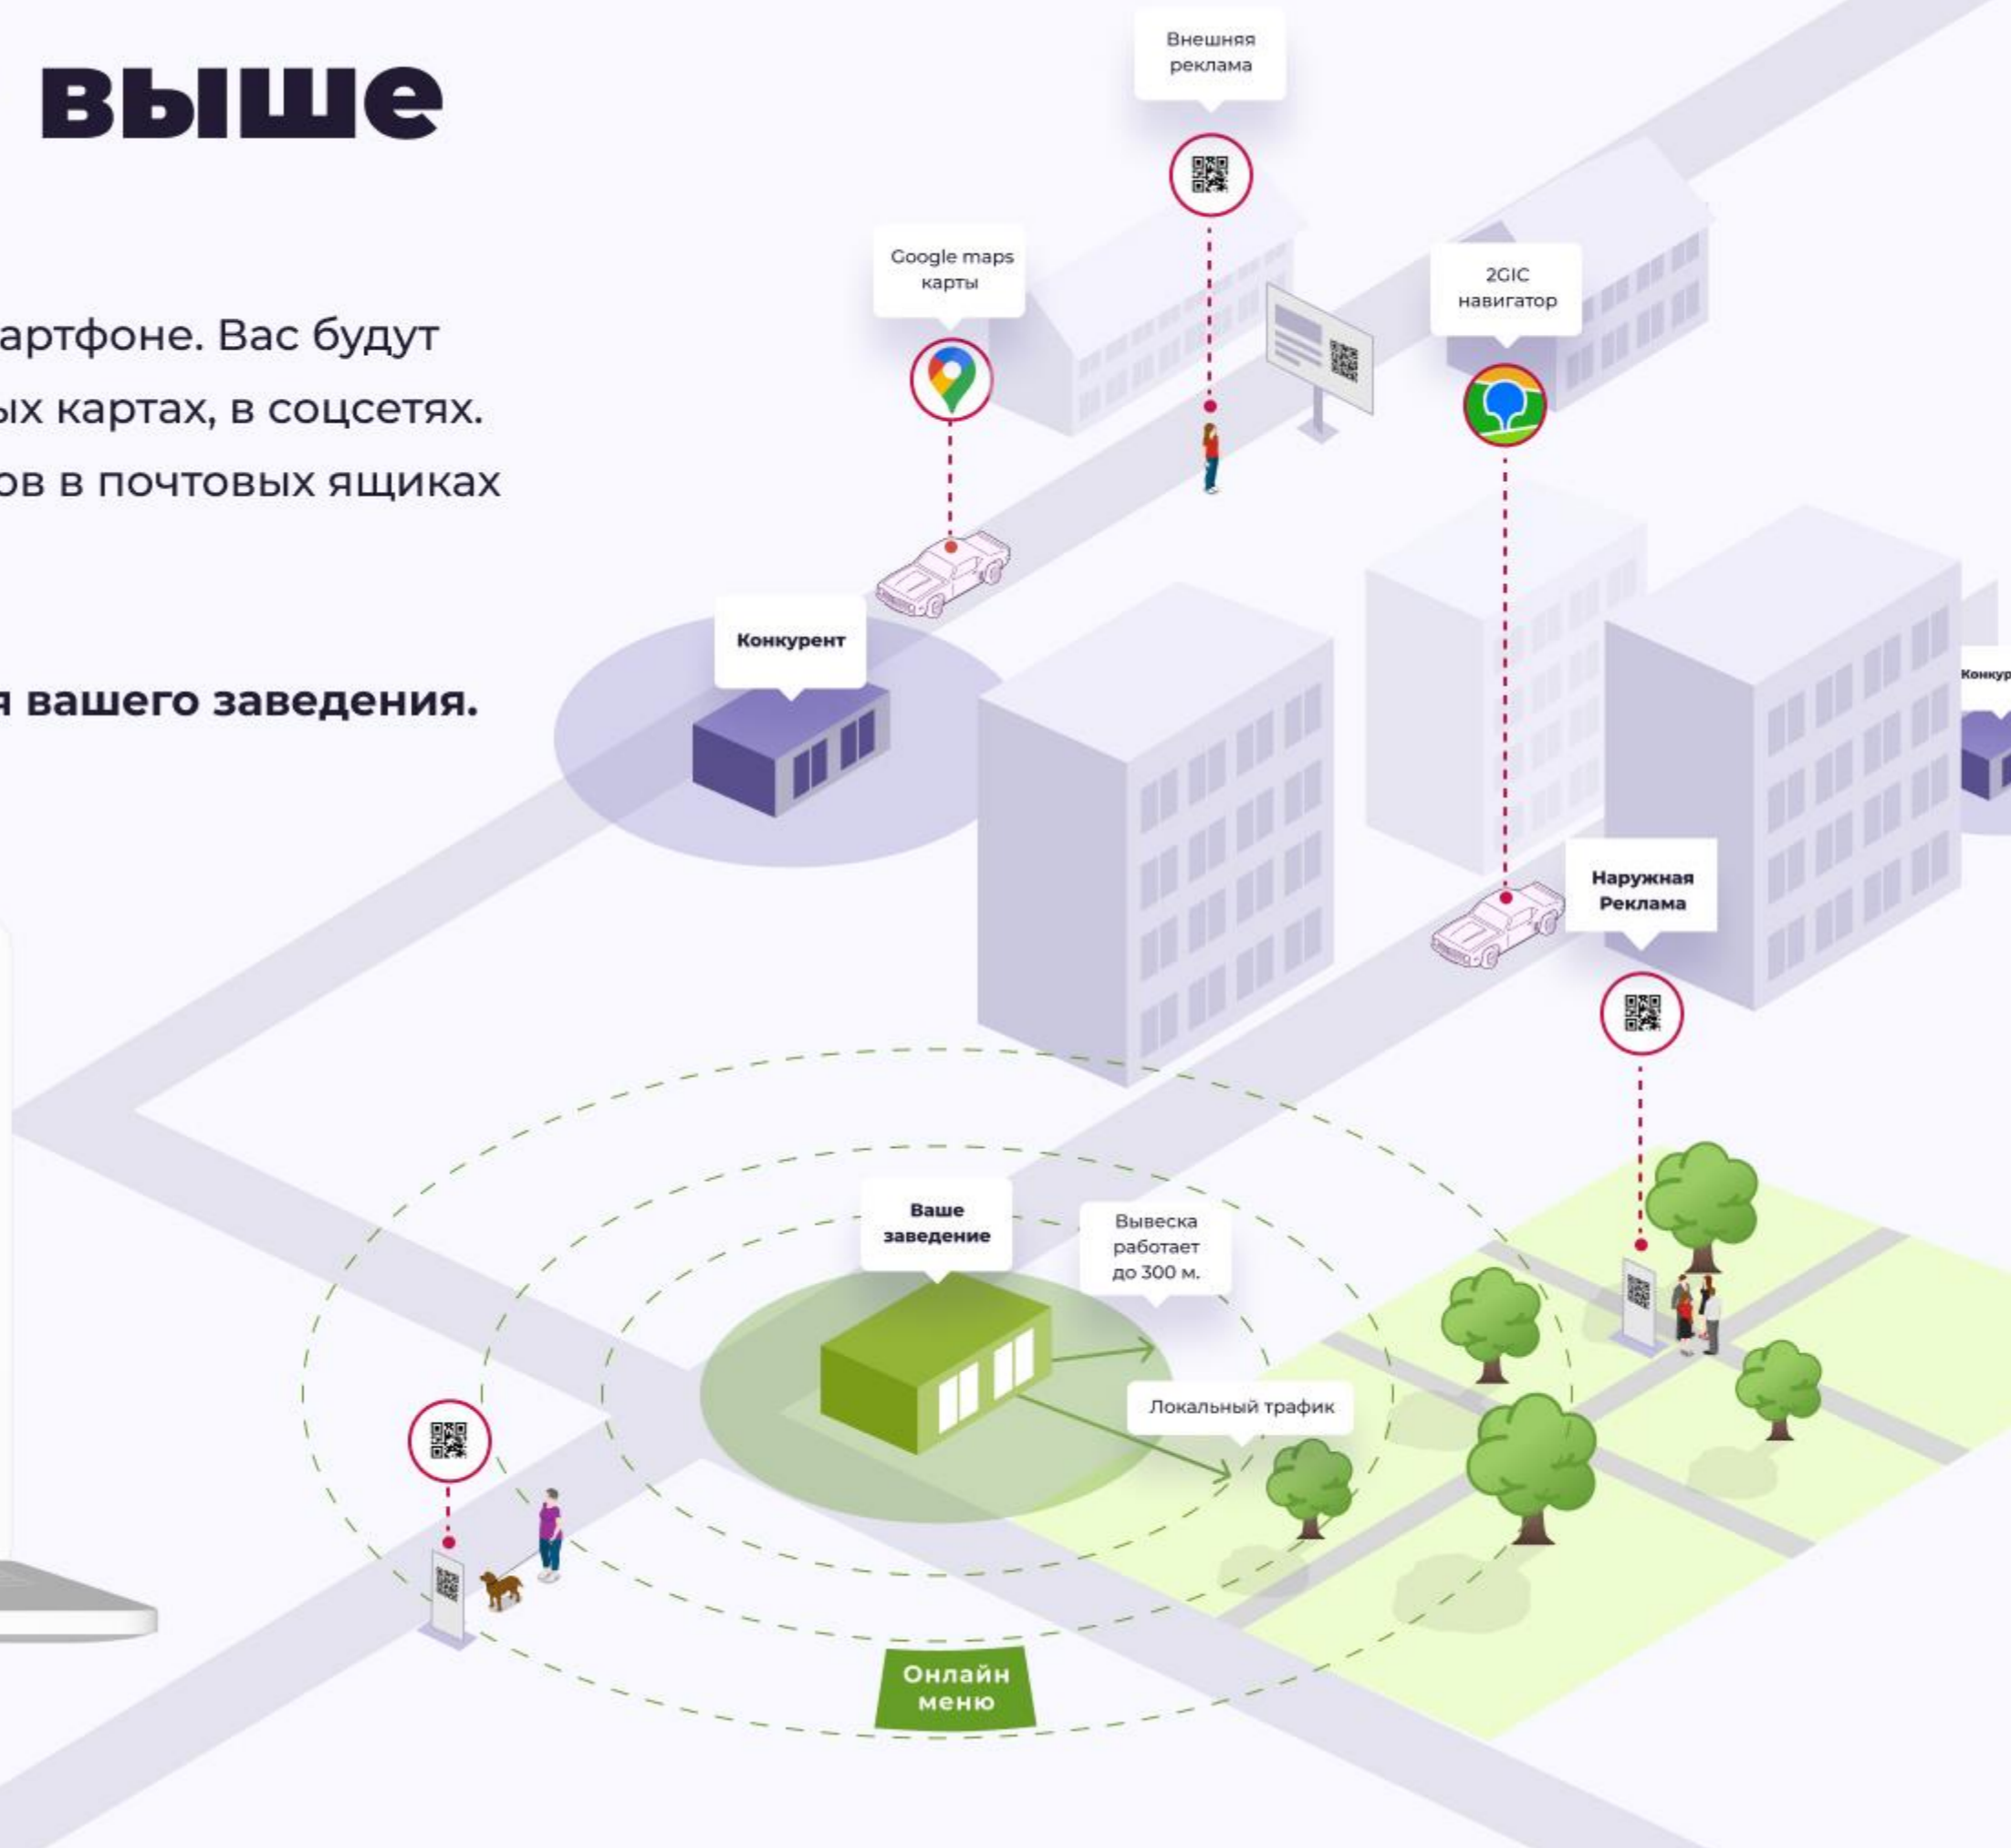 выше
артфоне. Вас будут
ых картах, в соцсетях.
ов в почтовых ящиках
я вашего заведения.
Внешняя
реклама
Google maps
карты
2GIC
навигатор
Конкурент
Конкур
Наружная
Реклама
Ваше
заведение
Вывеска
работает
до 300 м.
Локальный трафик
Онлайн
меню